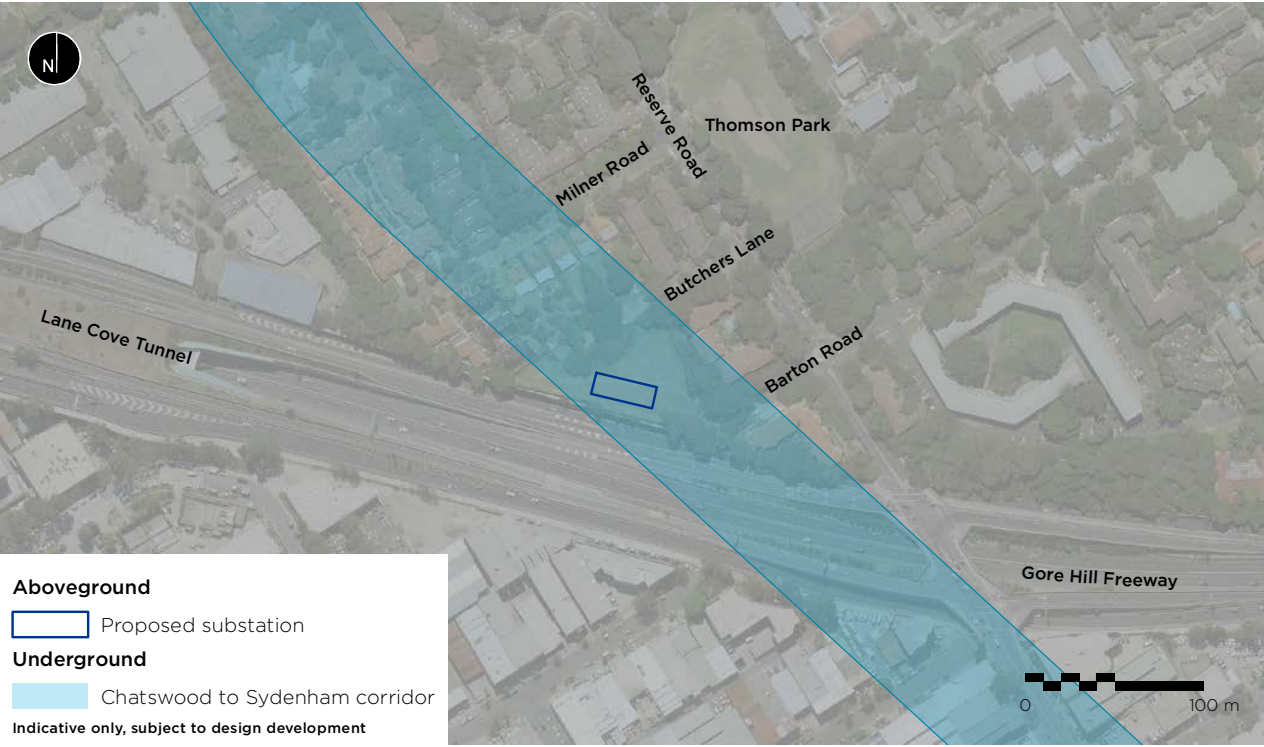 N
Reserve Road
Thomson Park
Milner Road
Butchers Lane
Lane Cove Tunnel
Barton Road
Gore Hill Freeway
Aboveground
Proposed substation
Underground
Chatswood to Sydenham corridor
Indicative only, subject to design development
0 100 m